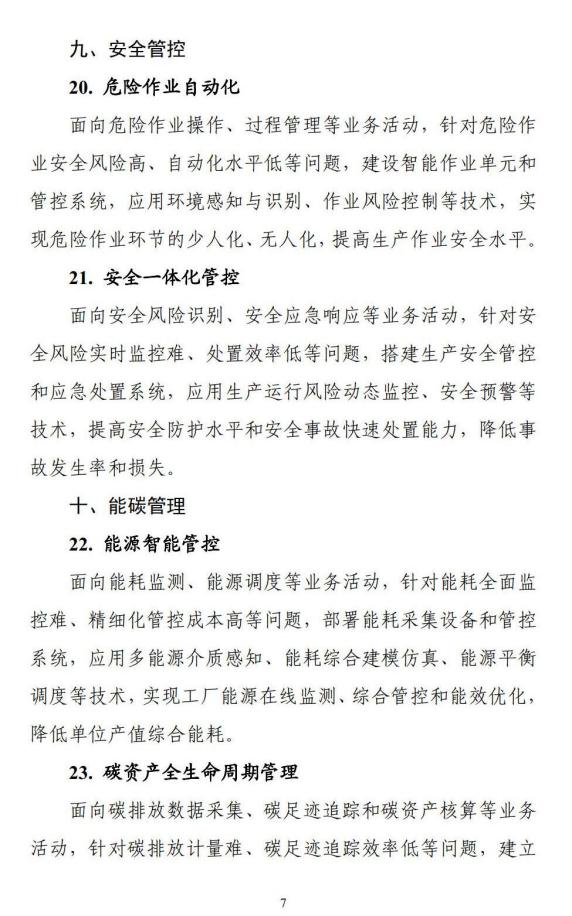 九、安全管控
20. 危险作业自动化
面向危险作业操作、过程管理等业务活动，针对危险作
业安全风险高、自动化水平低等问题，建设智能作业单元和
管控系统，应用环境感知与识别、作业风险控制等技术，实
现危险作业环节的少人化、无人化，提高生产作业安全水平。
21. 安全一体化管控
面向安全风险识别、安全应急响应等业务活动，针对安
全风险实时监控难、处置效率低等问题，搭建生产安全管控
和应急处置系统，应用生产运行风险动态监控、安全预警等
技术，提高安全防护水平和安全事故快速处置能力，降低事
故发生率和损失。
十、能碳管理
22. 能源智能管控
面向能耗监测、能源调度等业务活动，针对能耗全面监
控难、精细化管控成本高等问题，部署能耗采集设备和管控
系统，应用多能源介质感知、能耗综合建模仿真、能源平衡
调度等技术，实现工厂能源在线监测、综合管控和能效优化，
降低单位产值综合能耗。
23. 碳资产全生命周期管理
面向碳排放数据采集、碳足迹追踪和碳资产核算等业务
活动，针对碳排放计量难、碳足迹追踪效率低等问题，建立
7